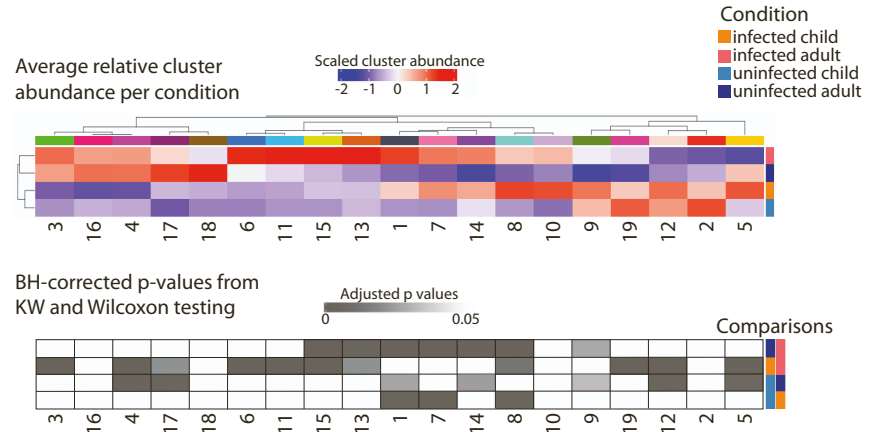 Condition
infected child
infected adult
uninfected child
uninfected adult
Average relative cluster
abundance per condition
Scaled cluster abundance
-2 -1 0 1 2
3 16 4 17 18 6 11 15 13 1 7 14 8 10 9 19 12 2 5
BH-corrected p-values from
KW and Wilcoxon testing
Adjusted p values
0 0.05
Comparisons
3 16 4 17 18 6 11 15 13 1 7 14 8 10 9 19 12 2 5